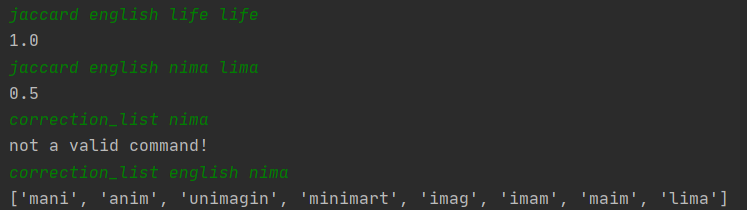 jaccard english life life
1.0
jaccard english nima lima
0.5
correction_list nima
not a valid command!
correction_list english nima
['mani', 'anim', 'unimagin', 'minimart', 'imag', 'imam', 'maim', 'lima']